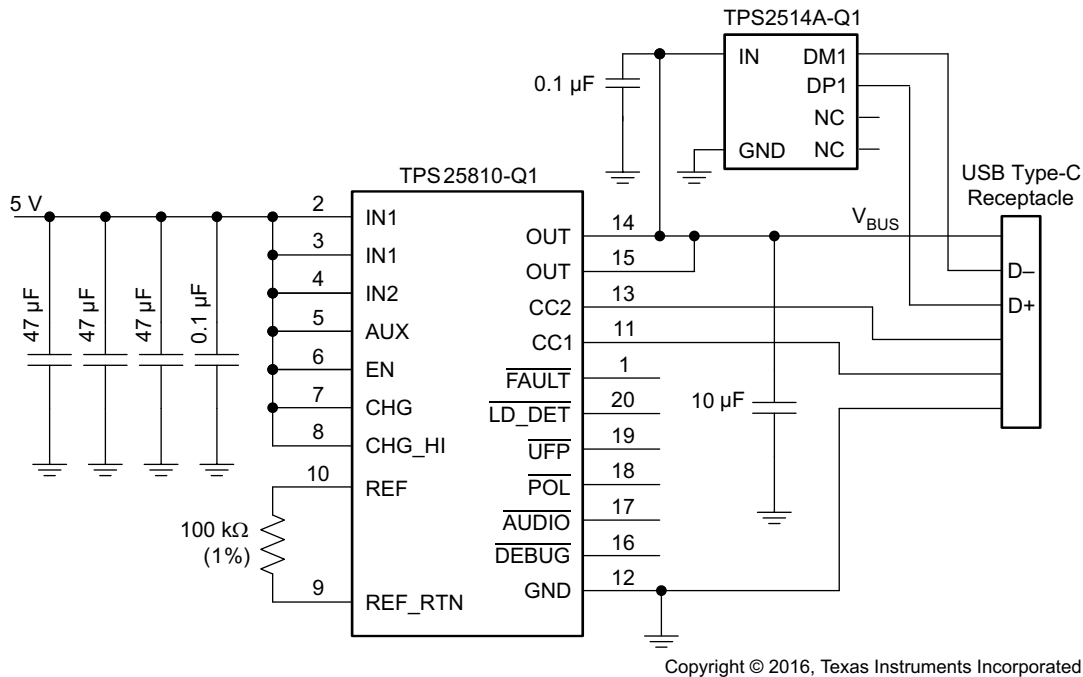 TPS2514A-Q1
IN
DM1
0.1 µF
DP1
NC
GND
NC
TPS25810-Q1
USB Type-C
Receptacle
5 V
2
IN1
3
IN1
4
IN2
5
AUX
6
EN
7
CHG
8
CHG_HI
10
REF
9
REF_RTN
47 µF
47 µF
47 µF
0.1 µF
100 kΩ
(1%)
OUT
14
OUT
15
CC2
13
CC1
11
FAULT
1
LD_DET
20
UFP
19
POL
18
AUDIO
17
DEBUG
16
GND
12
VBUS
10 µF
D–
D+
Copyright © 2016, Texas Instruments Incorporated